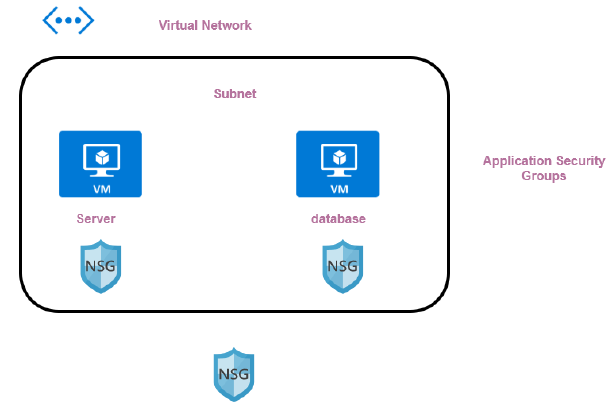 Virtual Network
Subnet
VM
VM
Server
database
Application Security
Groups
NSG
NSG
NSG